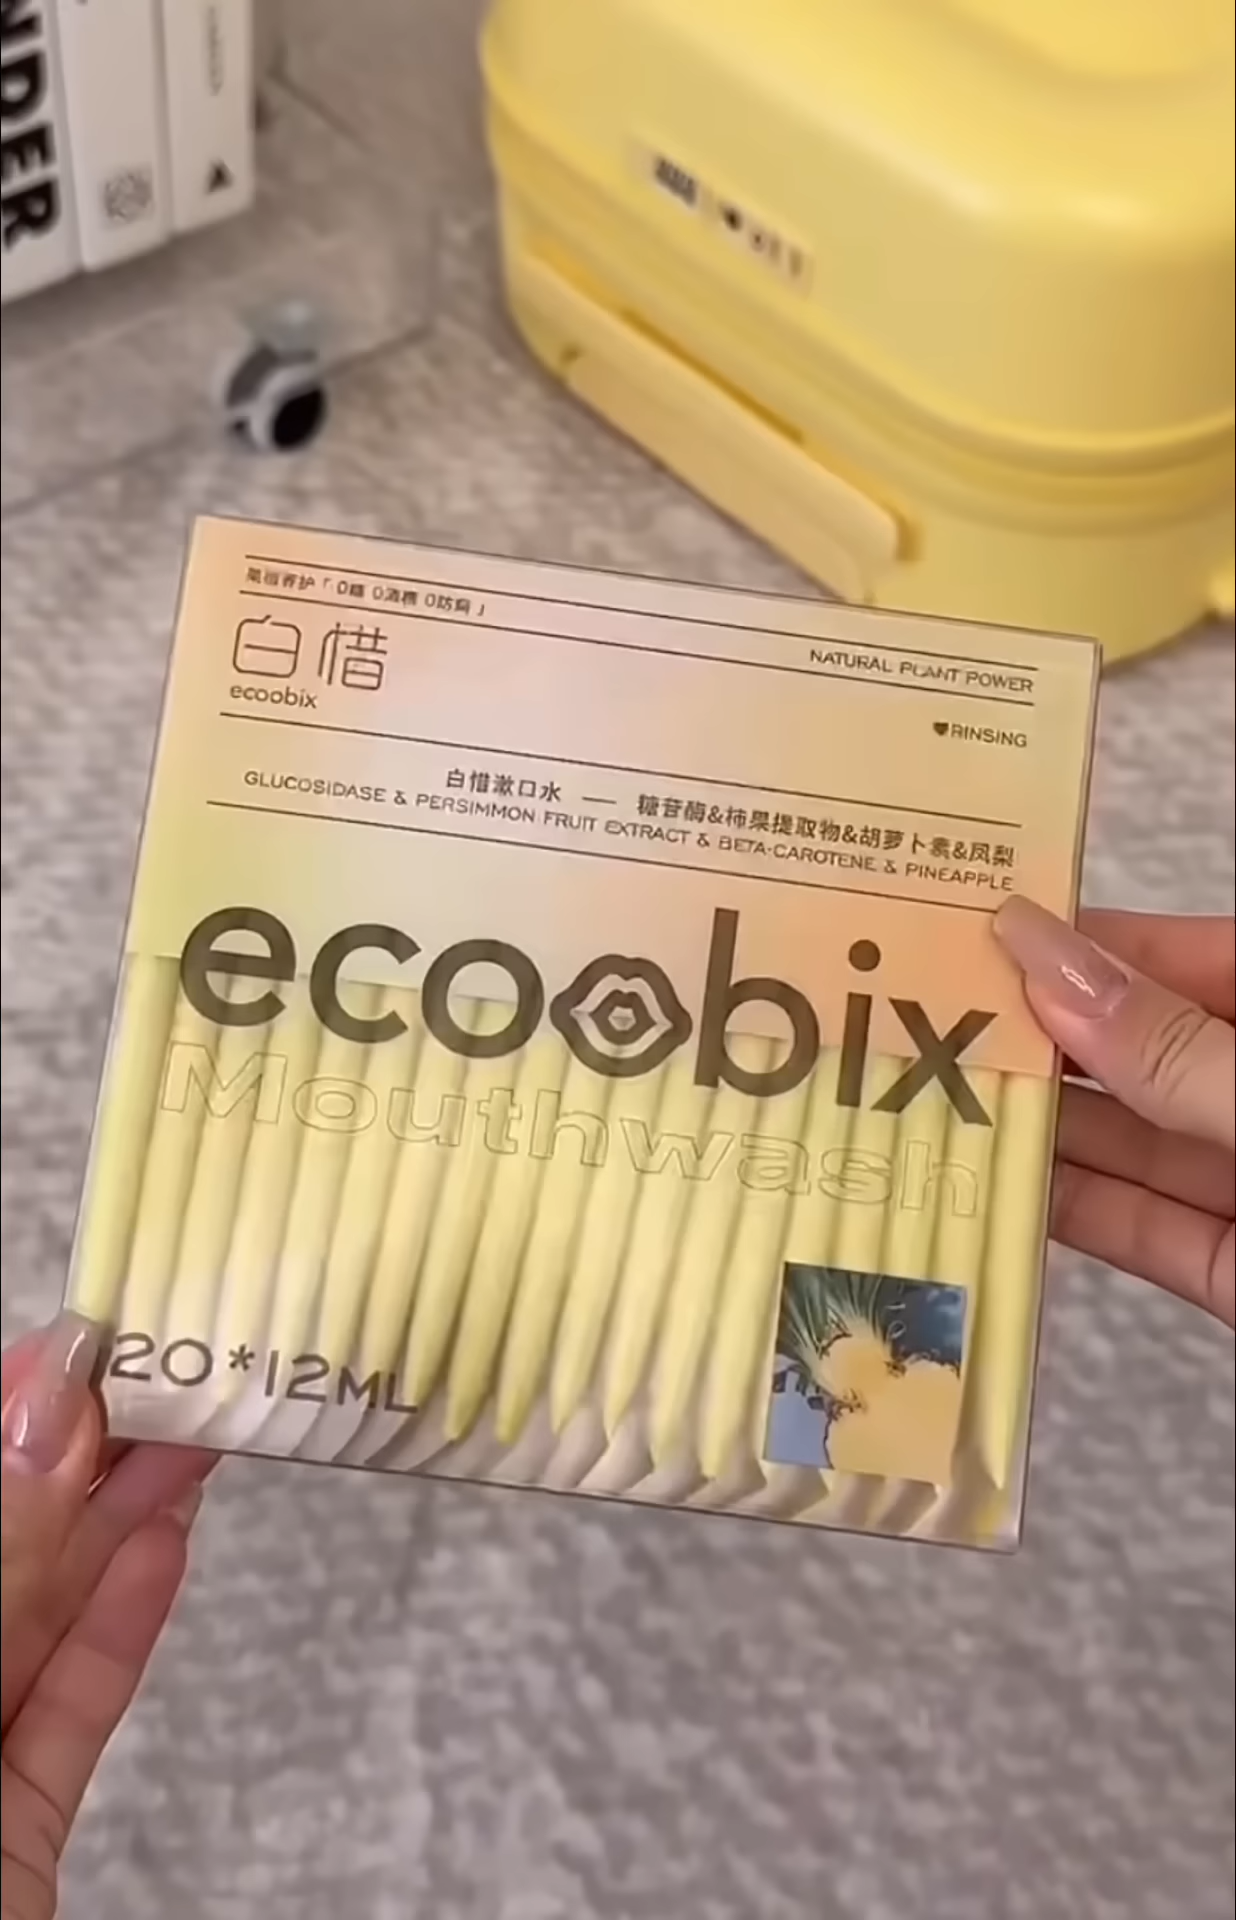 NDER
「0糖 0酒精 0防腐」
白惜
ecoobix
NATURAL PLANT POWER
RINSING
白惜漱口水 — 糖苷酶&柿果提取物&胡萝卜素&凤梨
GLUCOSIDASE & PERSIMMON FRUIT EXTRACT & BETA-CAROTENE & PINEAPPLE
ecoobix
Mouthwash
20*12ML